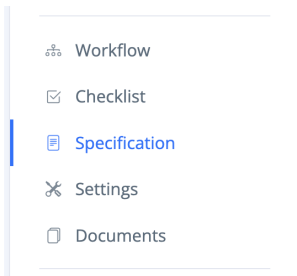 Workflow
Checklist
Specification
Settings
Documents